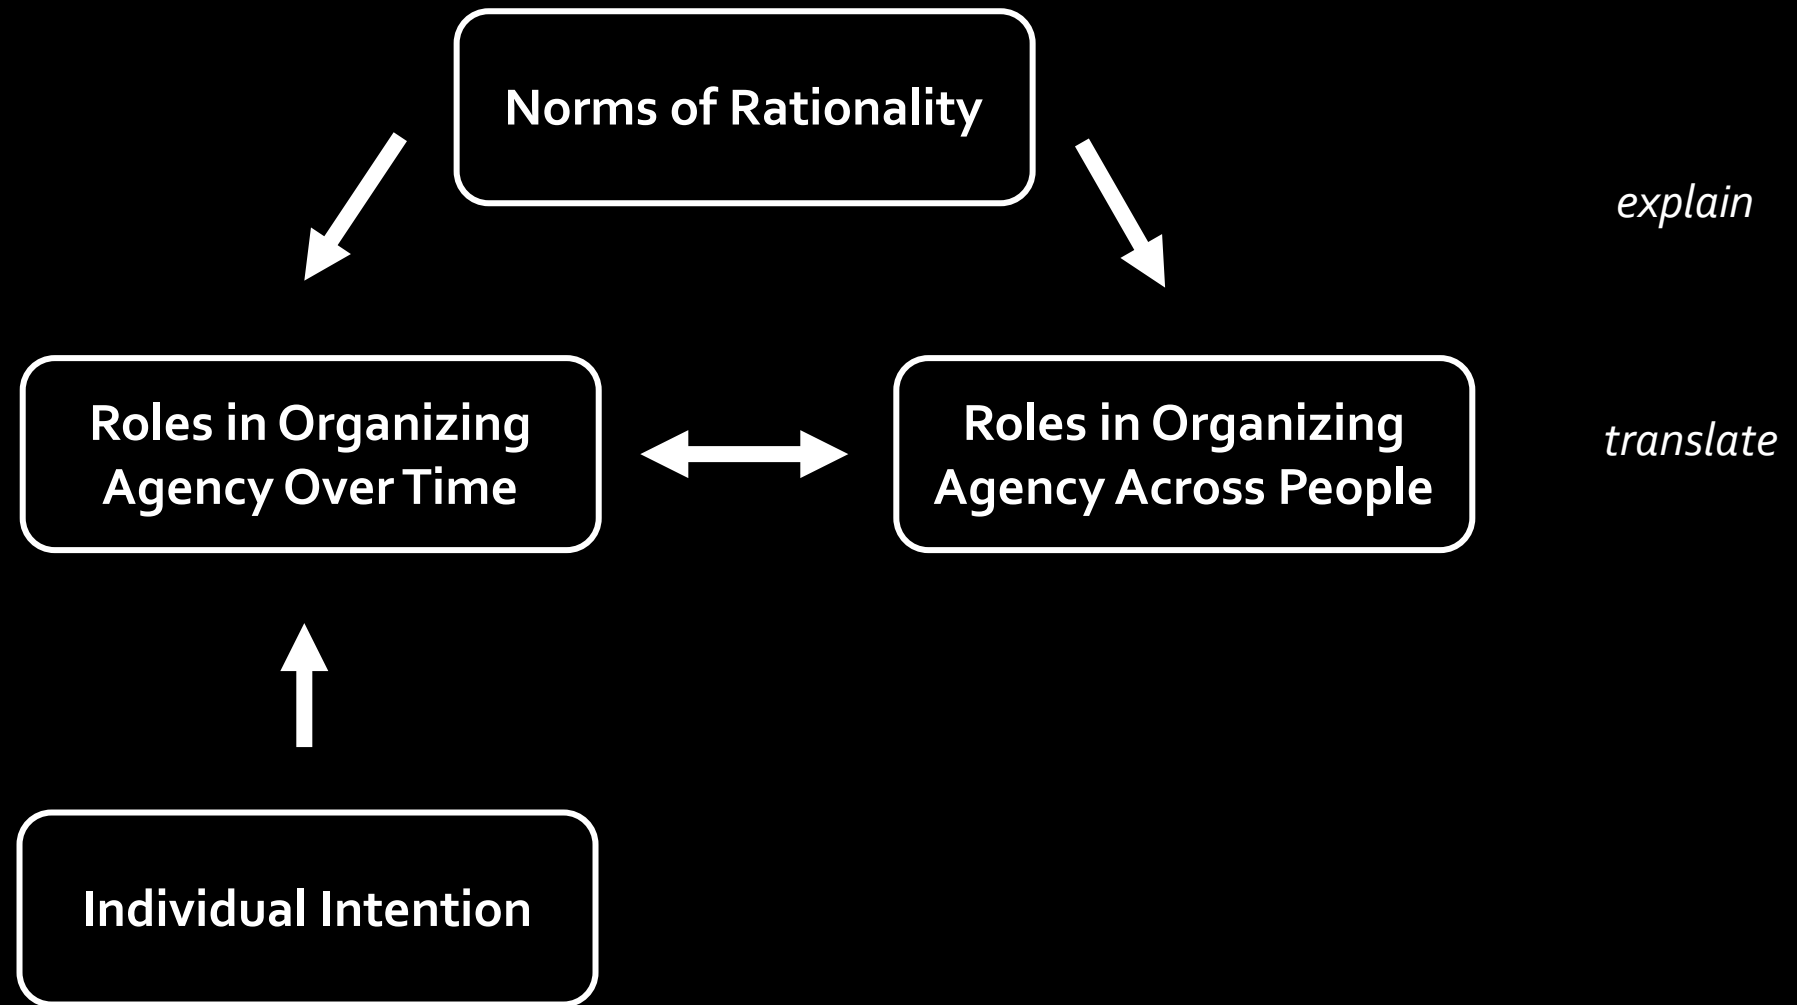 Norms of Rationality
explain
Roles in Organizing
Agency Over Time
Roles in Organizing
Agency Across People
translate
Individual Intention